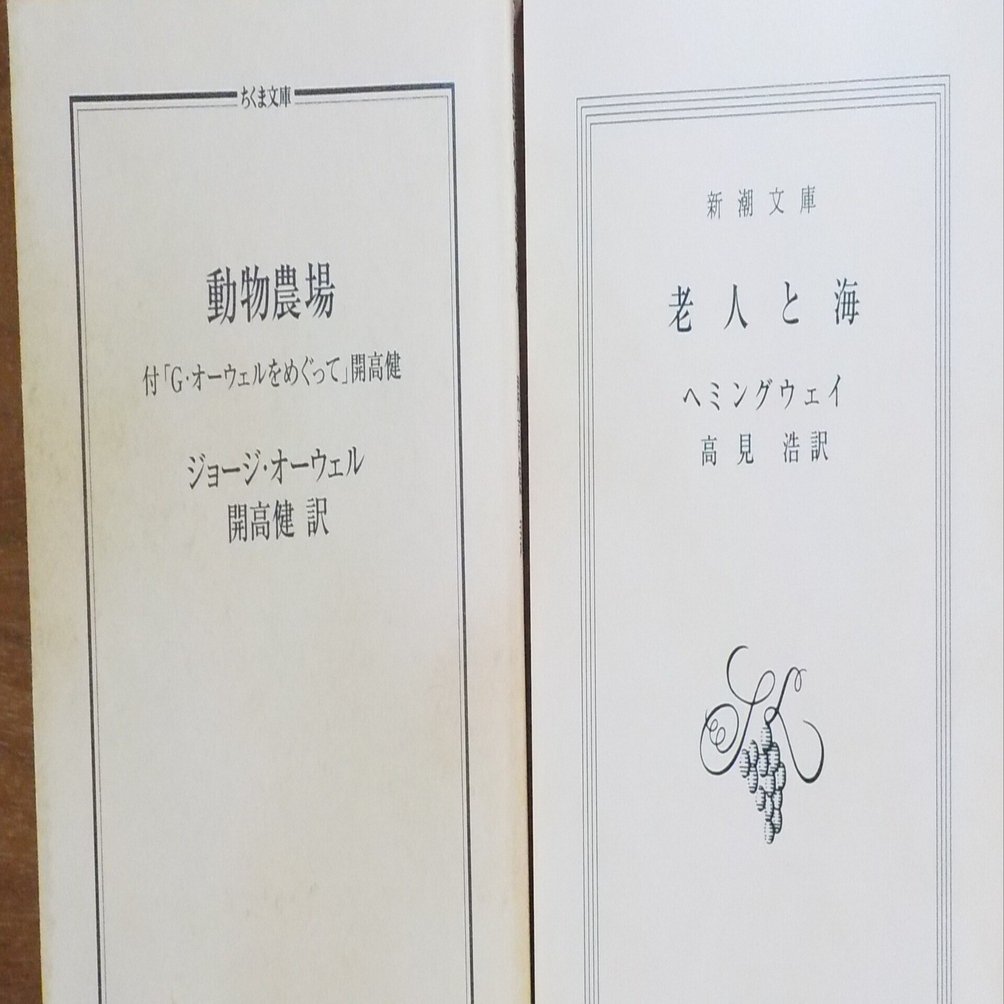 ちくま文庫
動物農場
付「G・オーウェルをめぐって」開高健
ジョージ・オーウェル
開高健 訳
新潮文庫
老人と海
ヘミングウェイ
高見 浩訳